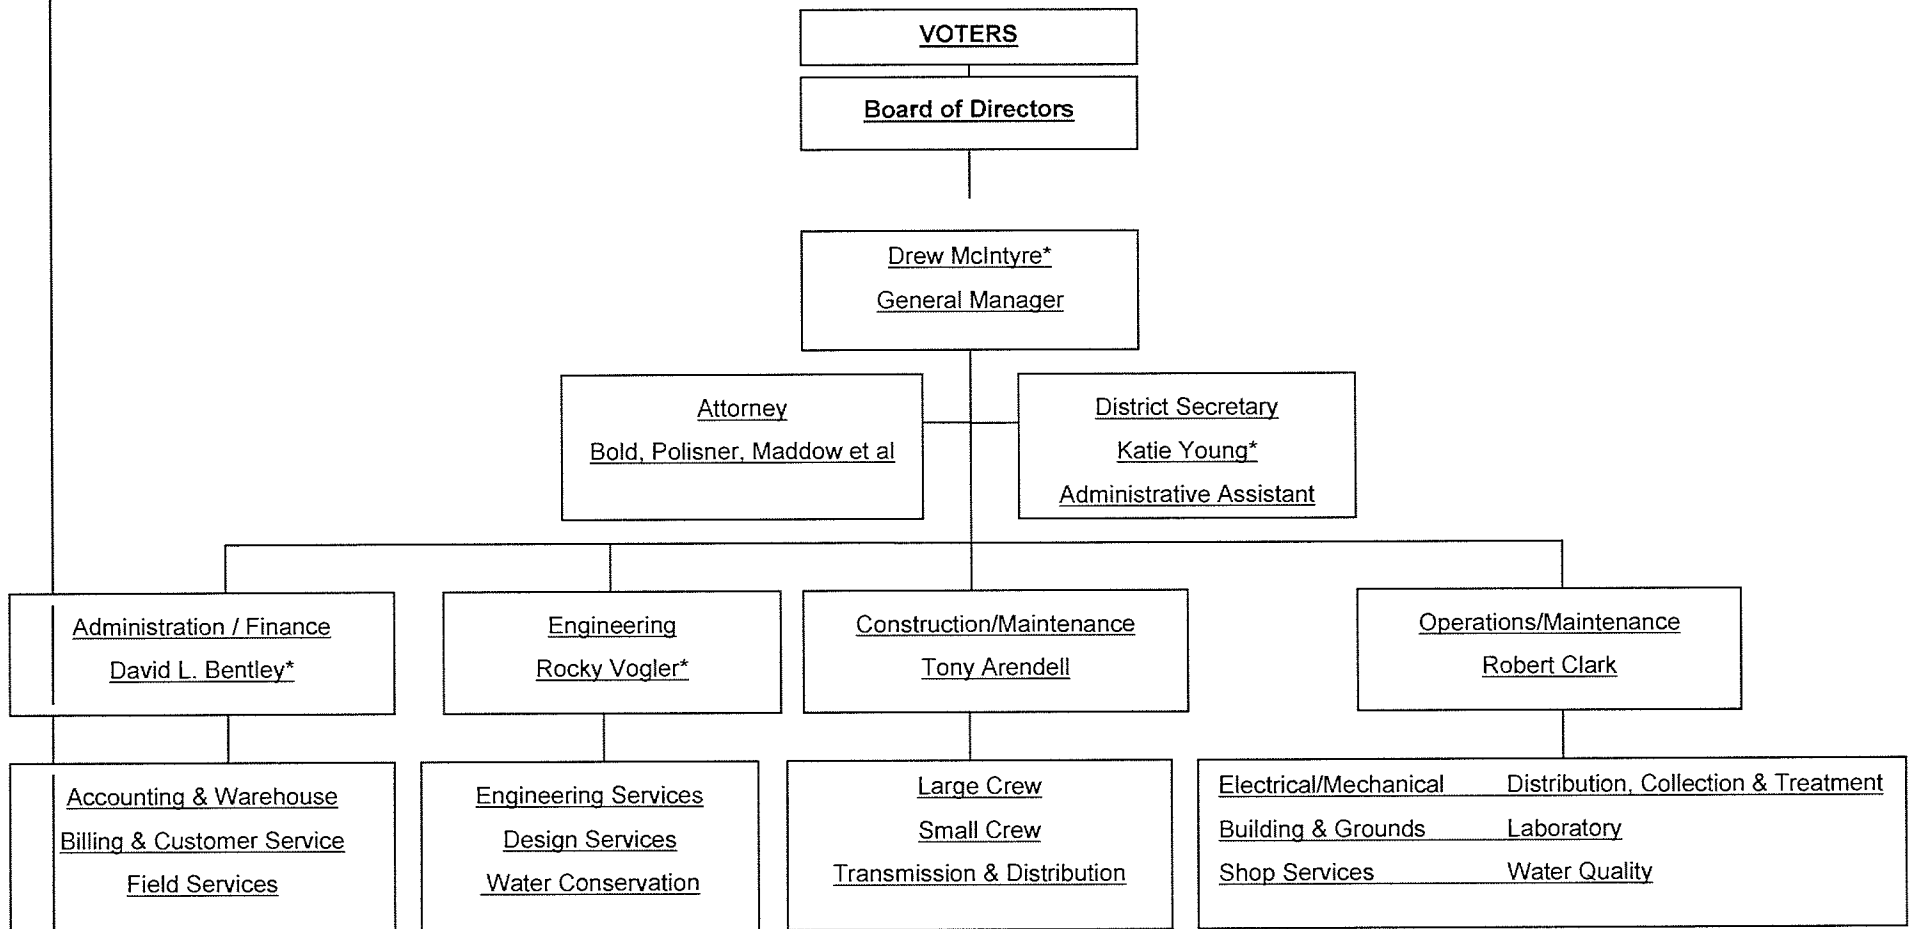 VOTERS
Board of Directors
Drew McIntyre*
General Manager
Attorney
Bold, Polisner, Maddow et al
District Secretary
Katie Young*
Administrative Assistant
Administration / Finance
David L. Bentley*
Engineering
Rocky Vogler*
Construction/Maintenance
Tony Arendell
Operations/Maintenance
Robert Clark
Accounting & Warehouse
Billing & Customer Service
Field Services
Engineering Services
Design Services
Water Conservation
Large Crew
Small Crew
Transmission & Distribution
Electrical/Mechanical Distribution, Collection & Treatment
Building & Grounds Laboratory
Shop Services Water Quality